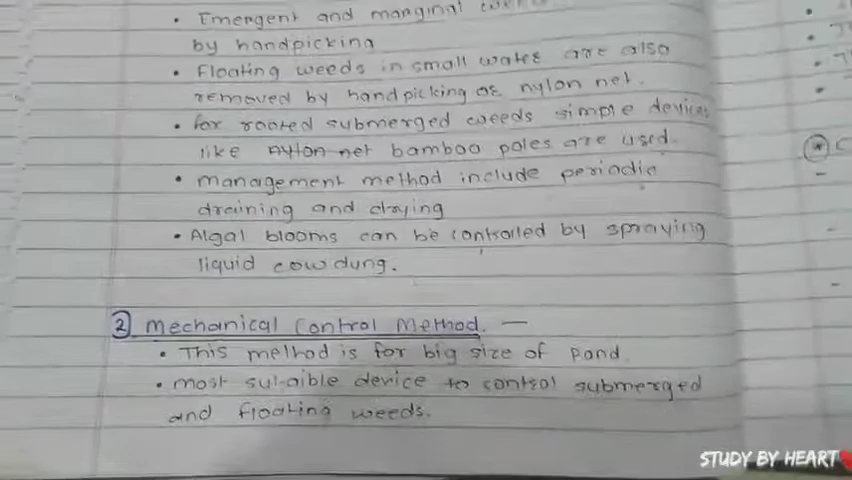 Emergent and marginal
by handpicking
• Floating weeds in small water are also
removed by handpicking or nylon net.
• for rooted submerged weeds simple devices
like nylon net bamboo poles are used.
• management method include periodic
draining and drying
• Algal blooms can be controlled by spraying
liquid cow dung.
② Mechanical Control Method. —
• This method is for big size of pond.
• most suitaible device to control submerged
and floating weeds.
STUDY BY HEART